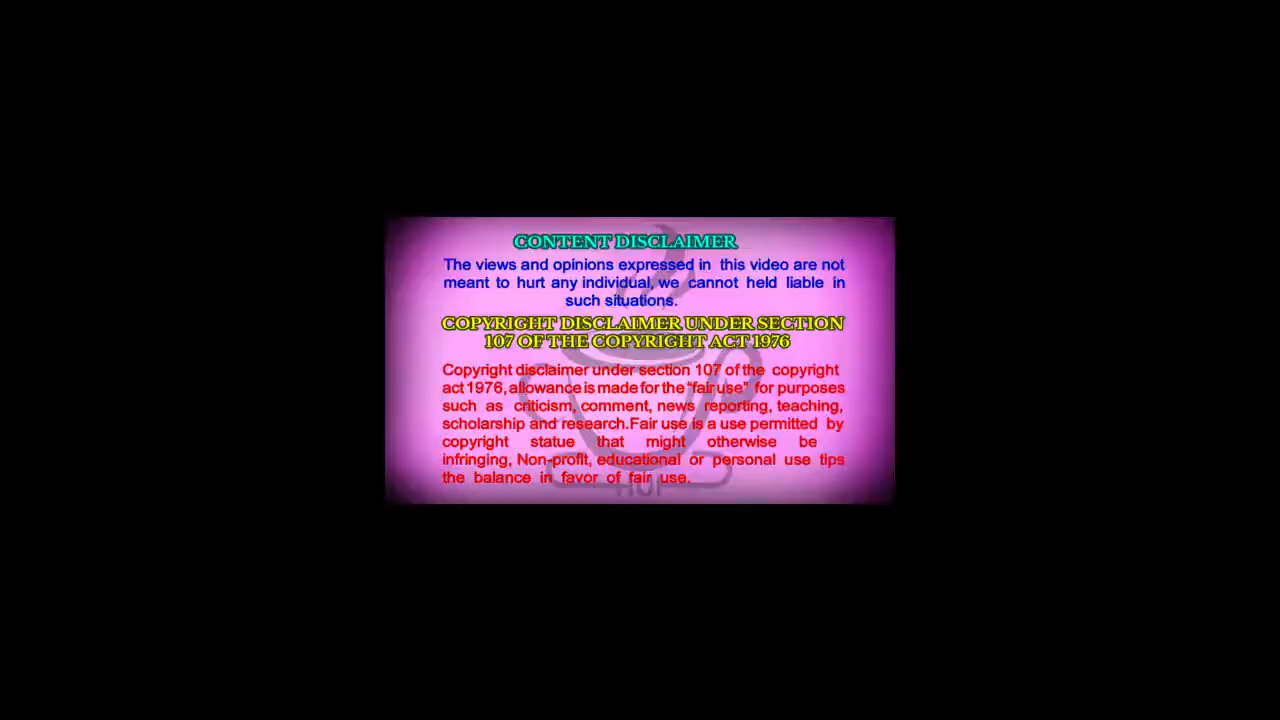 CONTENT DISCLAIMER
The views and opinions expressed in this video are not
meant to hurt any individual, we cannot held liable in
such situations.
COPYRIGHT DISCLAIMER UNDER SECTION
107 OF THE COPYRIGHT ACT 1976
Copyright disclaimer under section 107 of the copyright
act 1976, allowance is made for the “fair use” for purposes
such as criticism, comment, news reporting, teaching,
scholarship and research.Fair use is a use permitted by
copyright statue that might otherwise be
infringing, Non-profit, educational or personal use tips
the balance in favor of fair use.